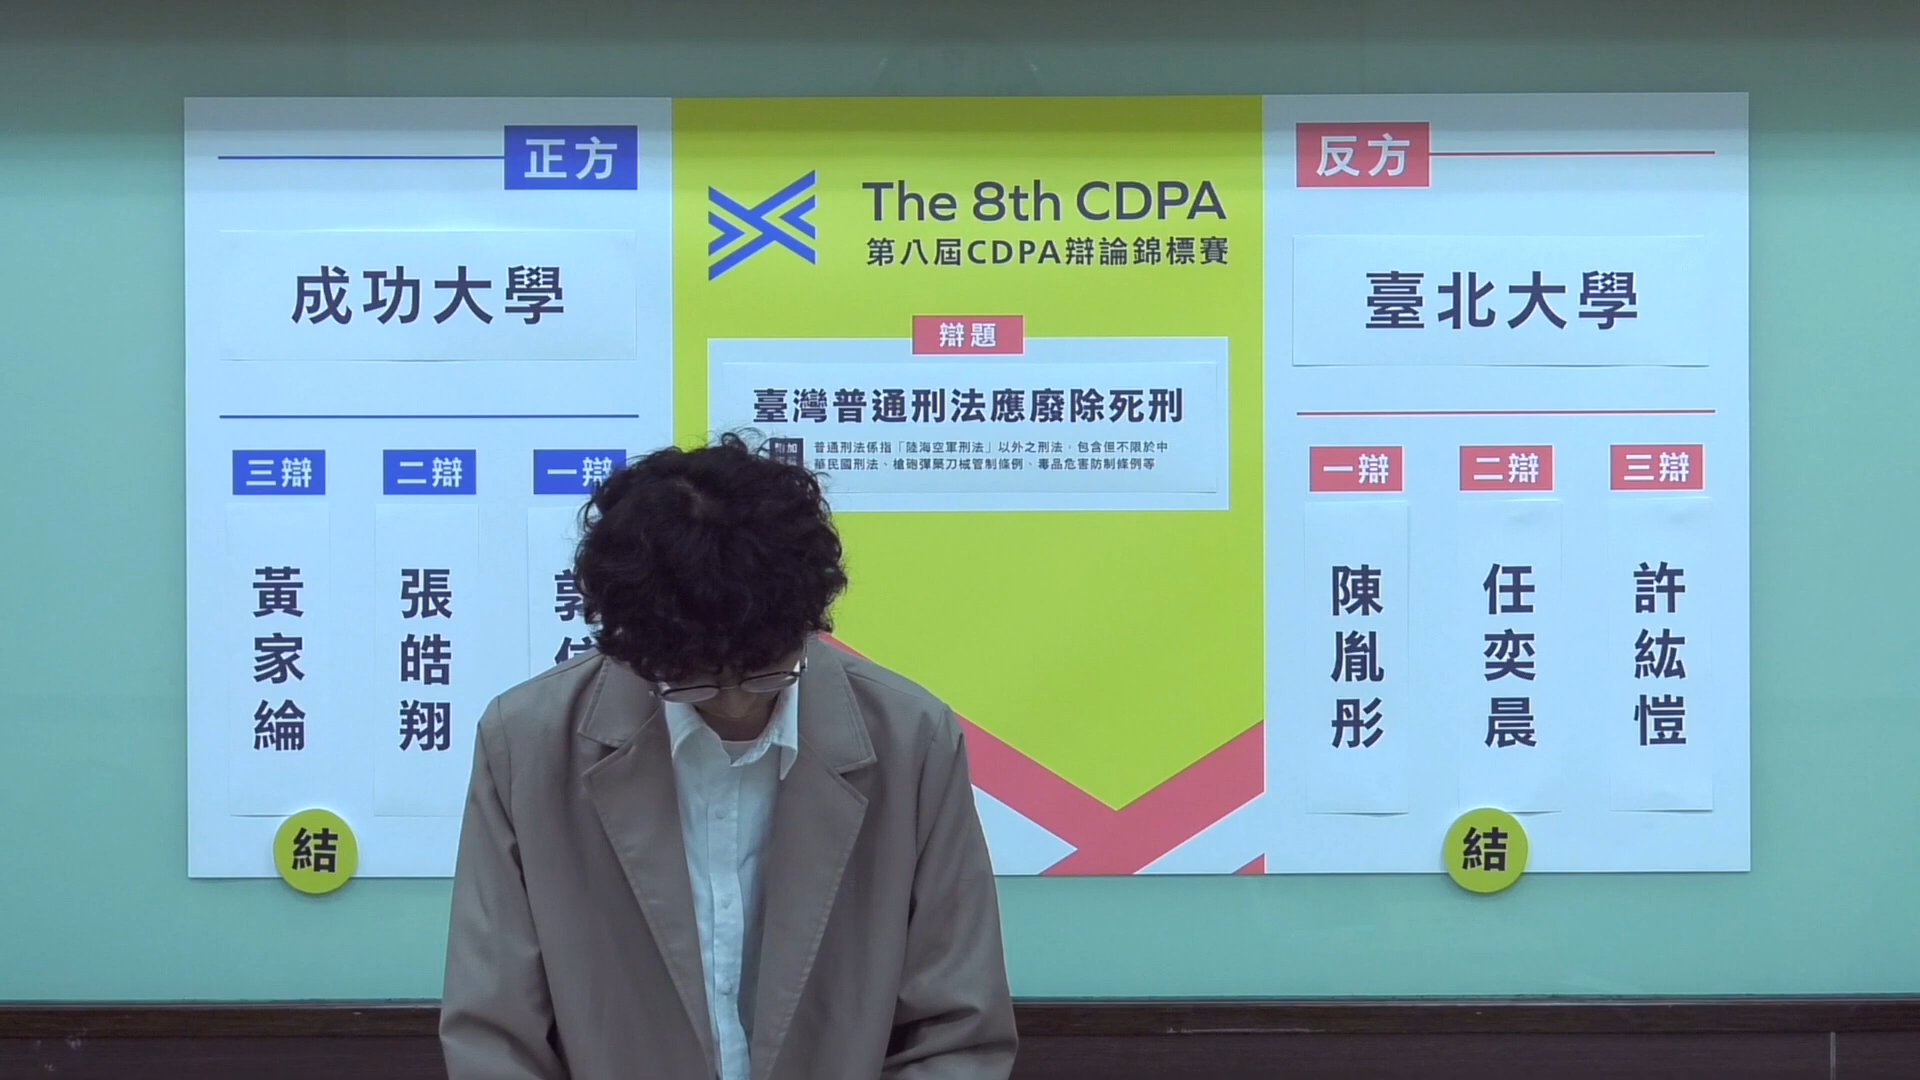 正方
成功大學
三辯
二辯
一辯
黃家綸
張皓翔
郭
結
The 8th CDPA
第八屆CDPA辯論錦標賽
辯題
臺灣普通刑法應廢除死刑
普通刑法係指「陸海空軍刑法」以外之刑法,包含但不限於中
華民國刑法、槍砲彈藥刀械管制條例、毒品危害防制條例等
反方
臺北大學
一辯
二辯
三辯
陳胤彤
任奕晨
許紘愷
結